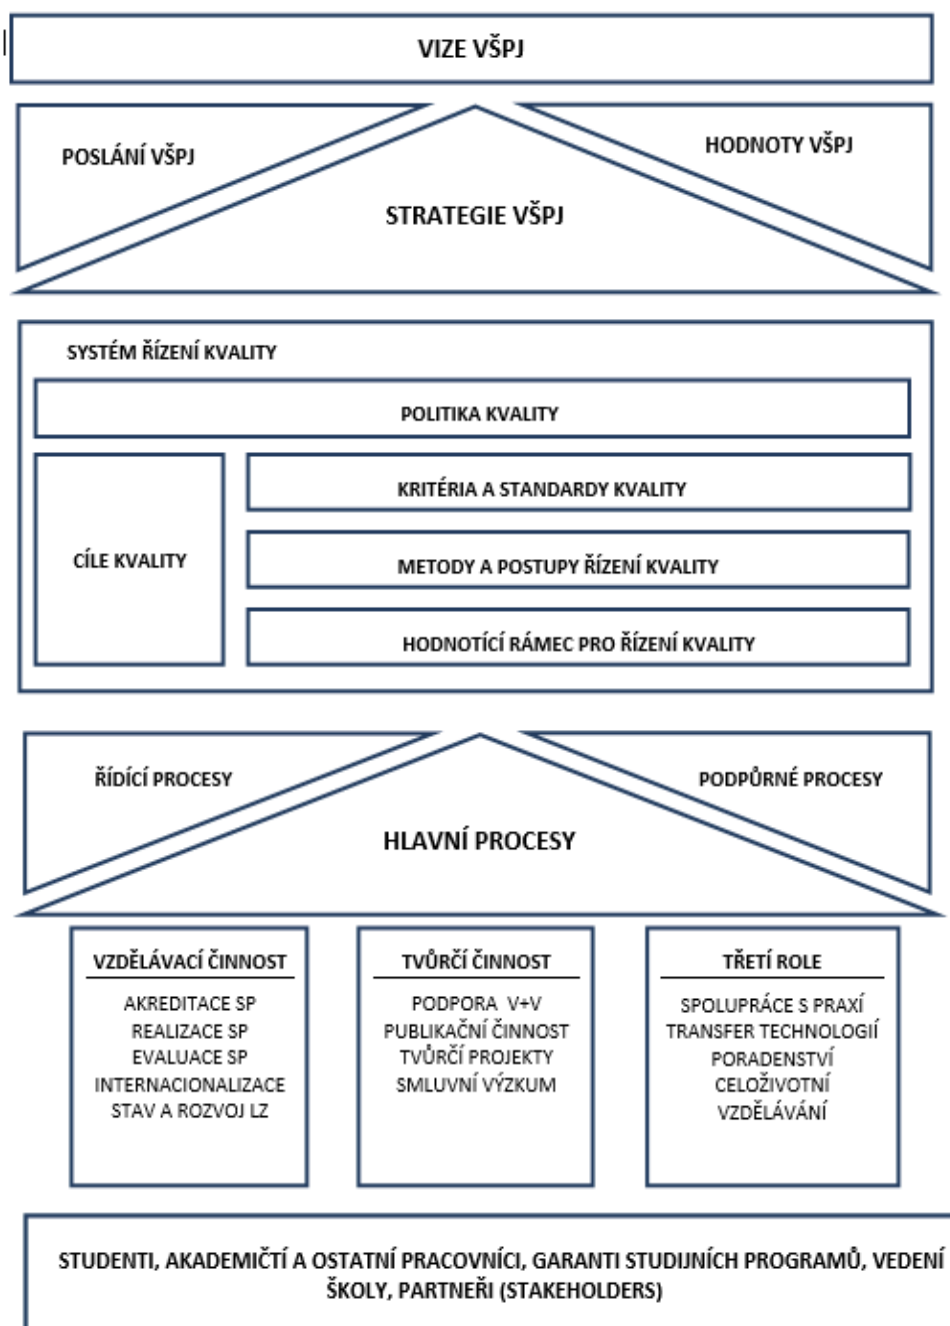 VIZE VŠPJ
POSLÁNÍ VŠPJ
HODNOTY VŠPJ
STRATEGIE VŠPJ
SYSTÉM ŘÍZENÍ KVALITY
POLITIKA KVALITY
CÍLE KVALITY
KRITÉRIA A STANDARDY KVALITY
METODY A POSTUPY ŘÍZENÍ KVALITY
HODNOTÍCÍ RÁMEC PRO ŘÍZENÍ KVALITY
ŘÍDÍCÍ PROCESY
PODPŮRNÉ PROCESY
HLAVNÍ PROCESY
VZDĚLÁVACÍ ČINNOST
AKREDITACE SP
REALIZACE SP
EVALUACE SP
INTERNACIONALIZACE
STAV A ROZVOJ LZ
TVŮRČÍ ČINNOST
PODPORA V+V
PUBLIKAČNÍ ČINNOST
TVŮRČÍ PROJEKTY
SMLUVNÍ VÝZKUM
TŘETÍ ROLE
SPOLUPRÁCE S PRAXÍ
TRANSFER TECHNOLOGIÍ
PORADENSTVÍ
CELOŽIVOTNÍ
VZDĚLÁVÁNÍ
STUDENTI, AKADEMIČTÍ A OSTATNÍ PRACOVNÍCI, GARANTI STUDIJNÍCH PROGRAMŮ, VEDENÍ
ŠKOLY, PARTNEŘI (STAKEHOLDERS)